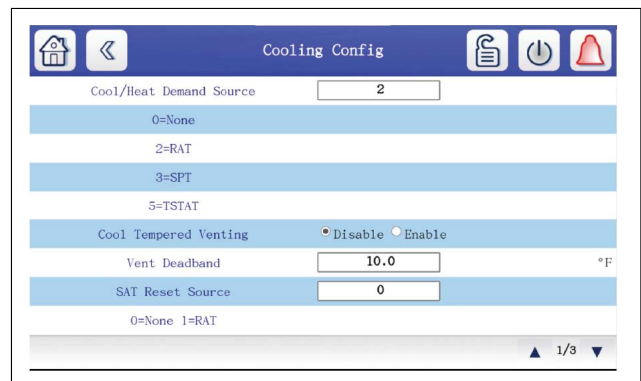 Cooling Config
Cool/Heat Demand Source 2
0=None
2=RAT
3=SPT
5=TSTAT
Cool Tempered Venting Disable Enable
Vent Deadband 10.0 °F
SAT Reset Source 0
0=None 1=RAT
1/3